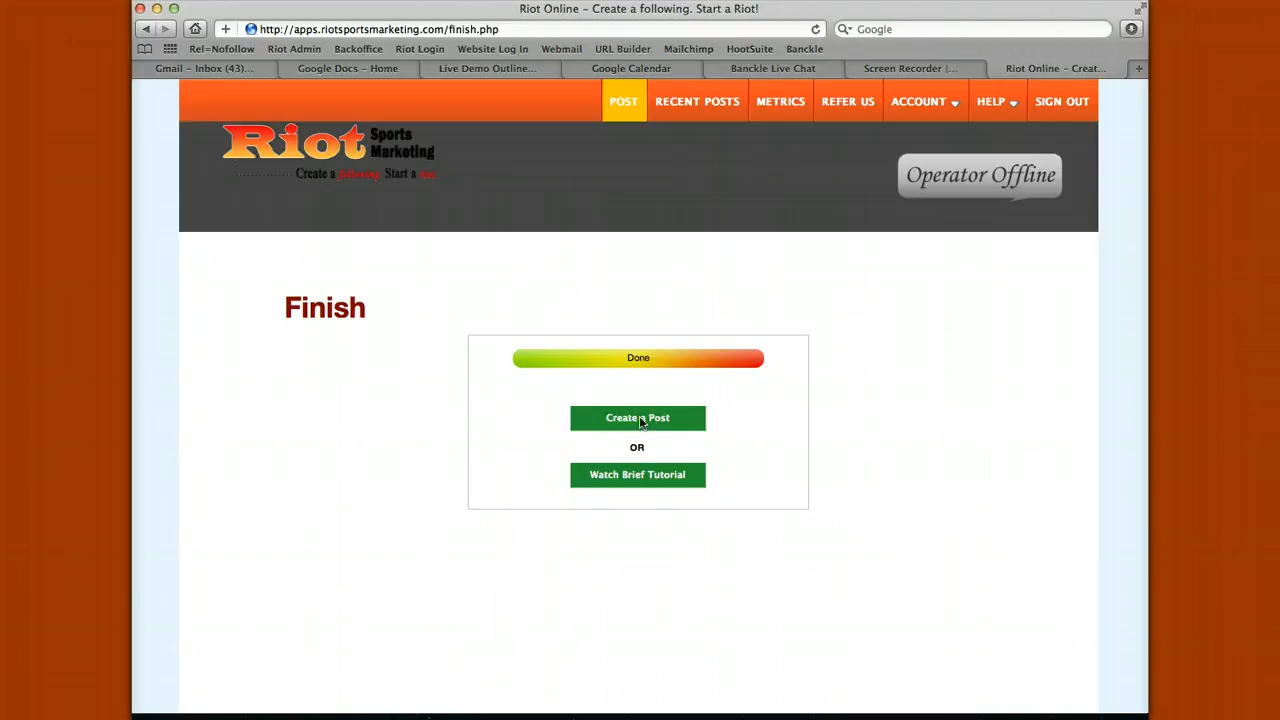 Riot Online – Create a following. Start a Riot!
http://apps.riotsportsmarketing.com/finish.php
Google
Rel=Nofollow Riot Admin Backoffice Riot Login Website Log In Webmail URL Builder Mailchimp HootSuite Banckle
Gmail – Inbox (43)... Google Docs – Home Live Demo Outline... Google Calendar Banckle Live Chat Screen Recorder |... Riot Online – Creat...
POST RECENT POSTS METRICS REFER US ACCOUNT HELP SIGN OUT
Riot Sports
Marketing
Create a following. Start a riot.
Operator Offline
Finish
Done
Create a Post
OR
Watch Brief Tutorial